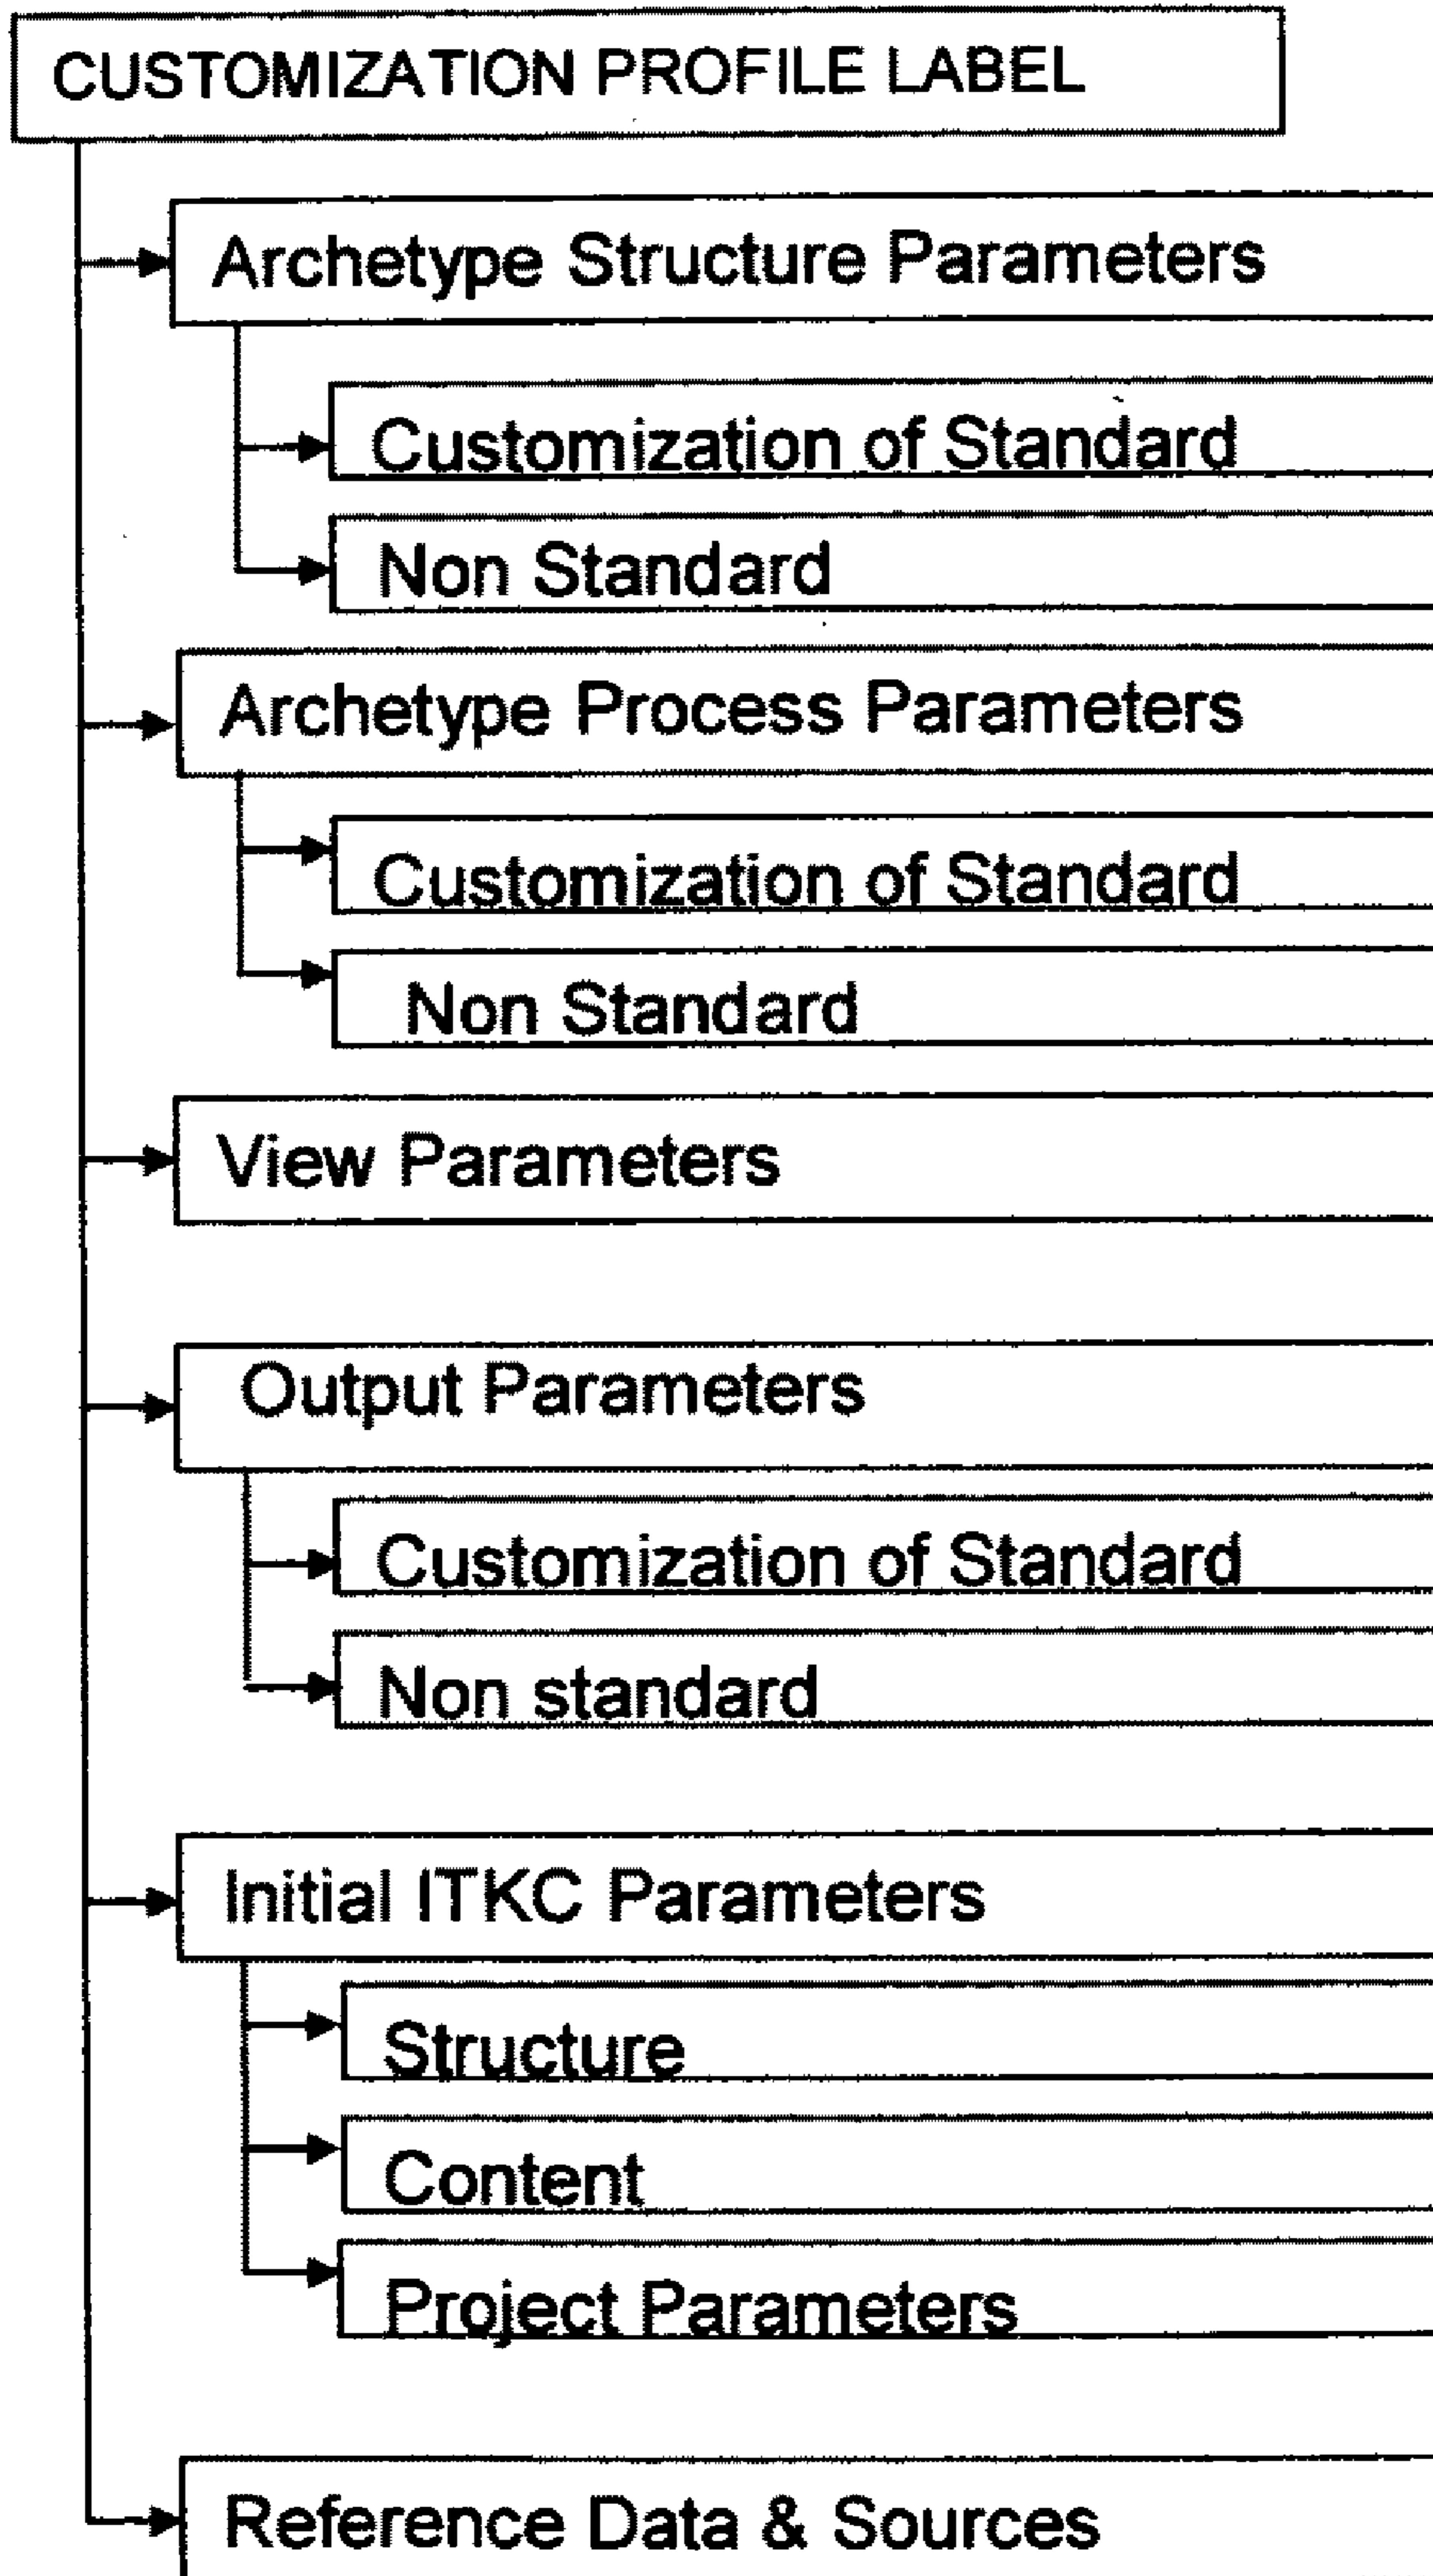 CUSTOMIZATION PROFILE LABEL
Archetype Structure Parameters
Customization of Standard
Non Standard
Archetype Process Parameters
Customization of Standard
Non Standard
View Parameters
Output Parameters
Customization of Standard
Non standard
Initial ITKC Parameters
Structure
Content
Project Parameters
Reference Data & Sources